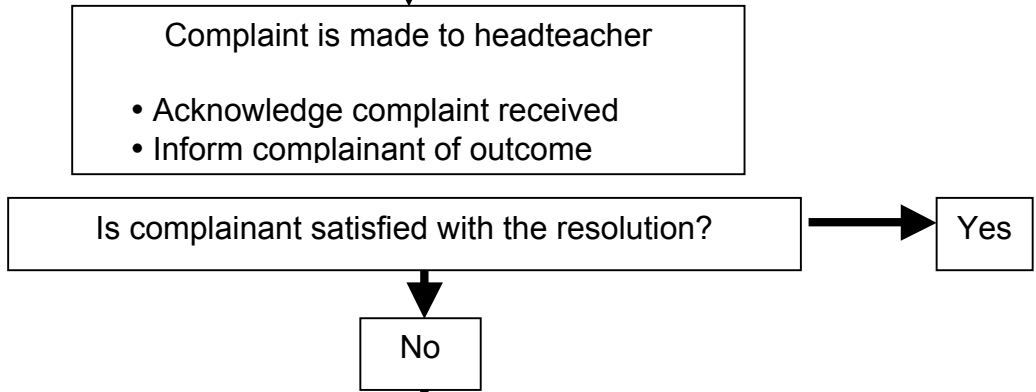 Complaint is made to headteacher
• Acknowledge complaint received
• Inform complainant of outcome
Is complainant satisfied with the resolution?
Yes
No